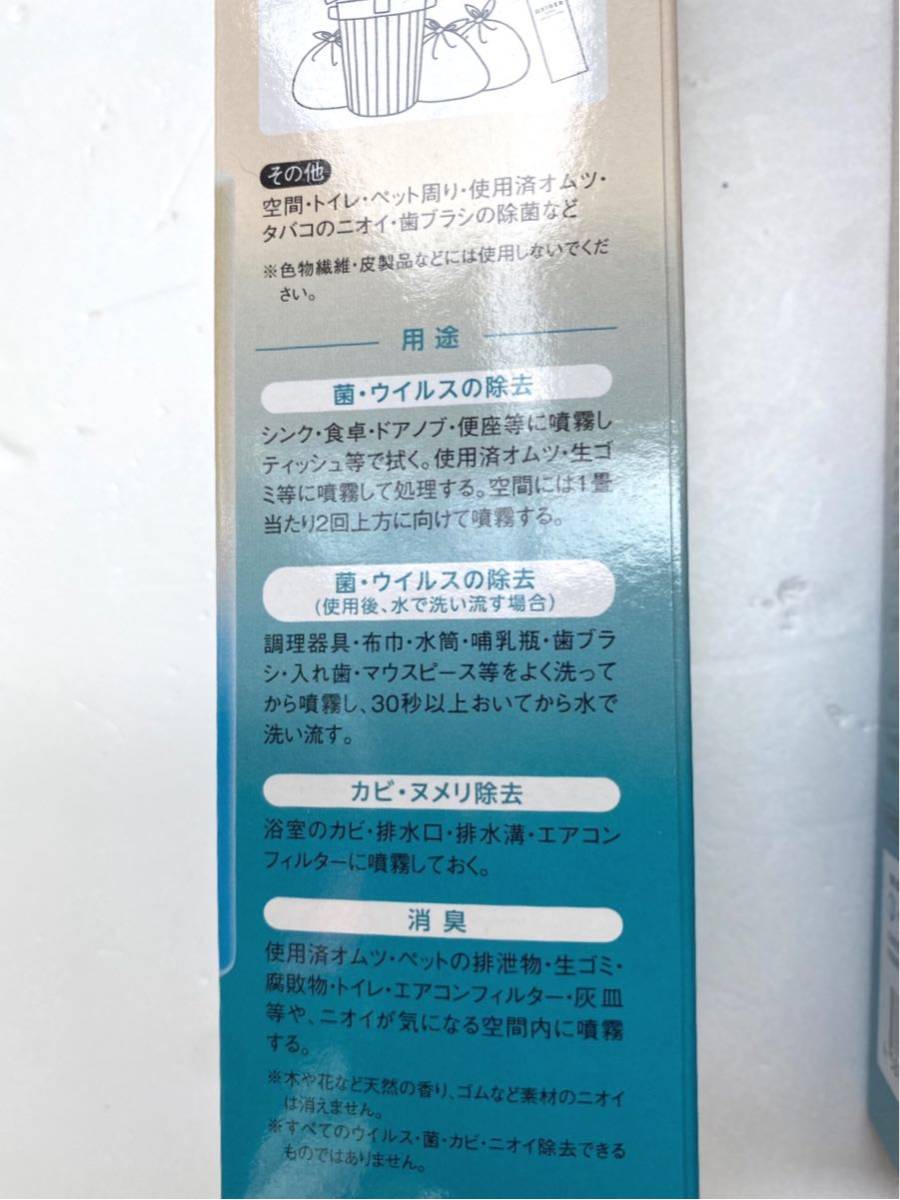 その他
空間・トイレ・ペット周り・使用済オムツ・
タバコのニオイ・歯ブラシの除菌など
※色物繊維・皮製品などには使用しないでくだ
さい。
用途
菌・ウイルスの除去
シンク・食卓・ドアノブ・便座等に噴霧し
ティッシュ等で拭く。使用済オムツ・生ゴ
ミ等に噴霧して処理する。空間には1畳
当たり2回上方に向けて噴霧する。
菌・ウイルスの除去
(使用後、水で洗い流す場合)
調理器具・布巾・水筒・哺乳瓶・歯ブラ
シ・入れ歯・マウスピース等をよく洗って
から噴霧し、30秒以上おいてから水で
洗い流す。
カビ・ヌメリ除去
浴室のカビ・排水口・排水溝・エアコン
フィルターに噴霧しておく。
消臭
使用済オムツ・ペットの排泄物・生ゴミ・
腐敗物・トイレ・エアコンフィルター・灰皿
等や、ニオイが気になる空間内に噴霧
する。
※木や花など天然の香り、ゴムなど素材のニオイ
は消えません。
※すべてのウイルス・菌・カビ・ニオイ除去できる
ものではありません。